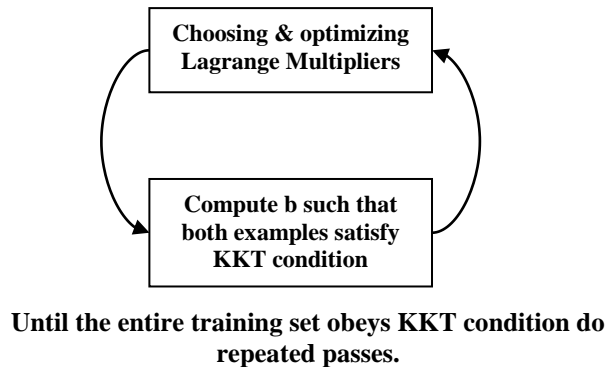 Choosing & optimizing
Lagrange Multipliers
Compute b such that
both examples satisfy
KKT condition
Until the entire training set obeys KKT condition do
repeated passes.